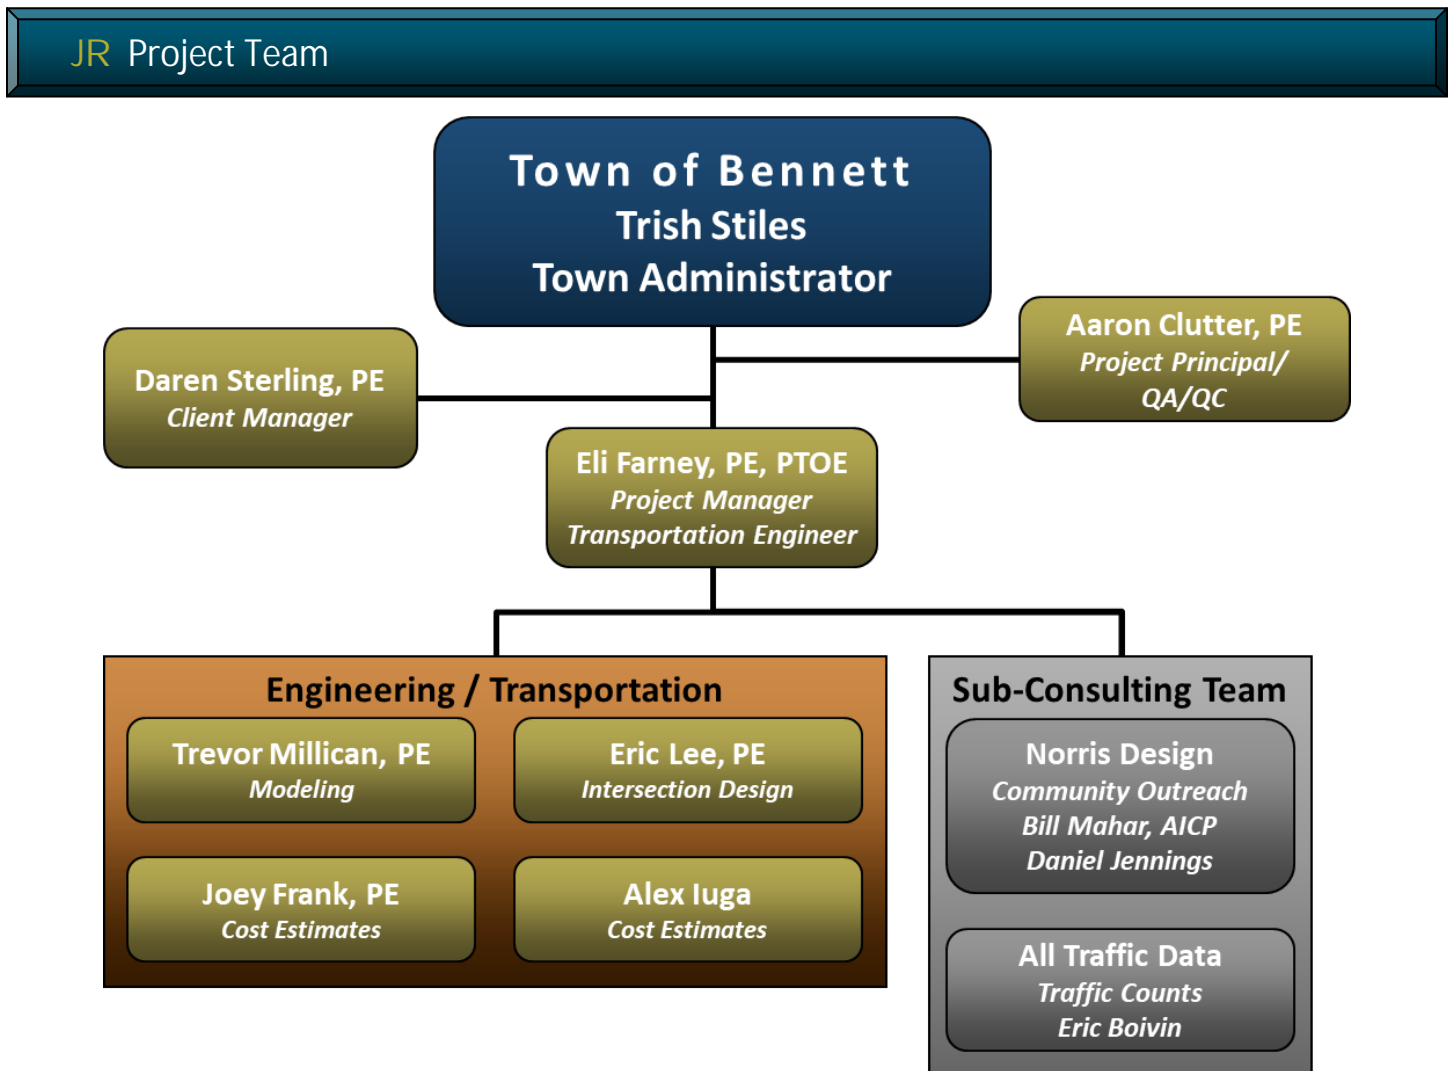 JR Project Team
Town of Bennett
Trish Stiles
Town Administrator
Aaron Clutter, PE
Project Principal/
QA/QC
Daren Sterling, PE
Client Manager
Eli Farney, PE, PTOE
Project Manager
Transportation Engineer
Engineering / Transportation
Trevor Millican, PE
Modeling
Eric Lee, PE
Intersection Design
Joey Frank, PE
Cost Estimates
Alex Iuga
Cost Estimates
Sub-Consulting Team
Norris Design
Community Outreach
Bill Mahar, AICP
Daniel Jennings
All Traffic Data
Traffic Counts
Eric Boivin